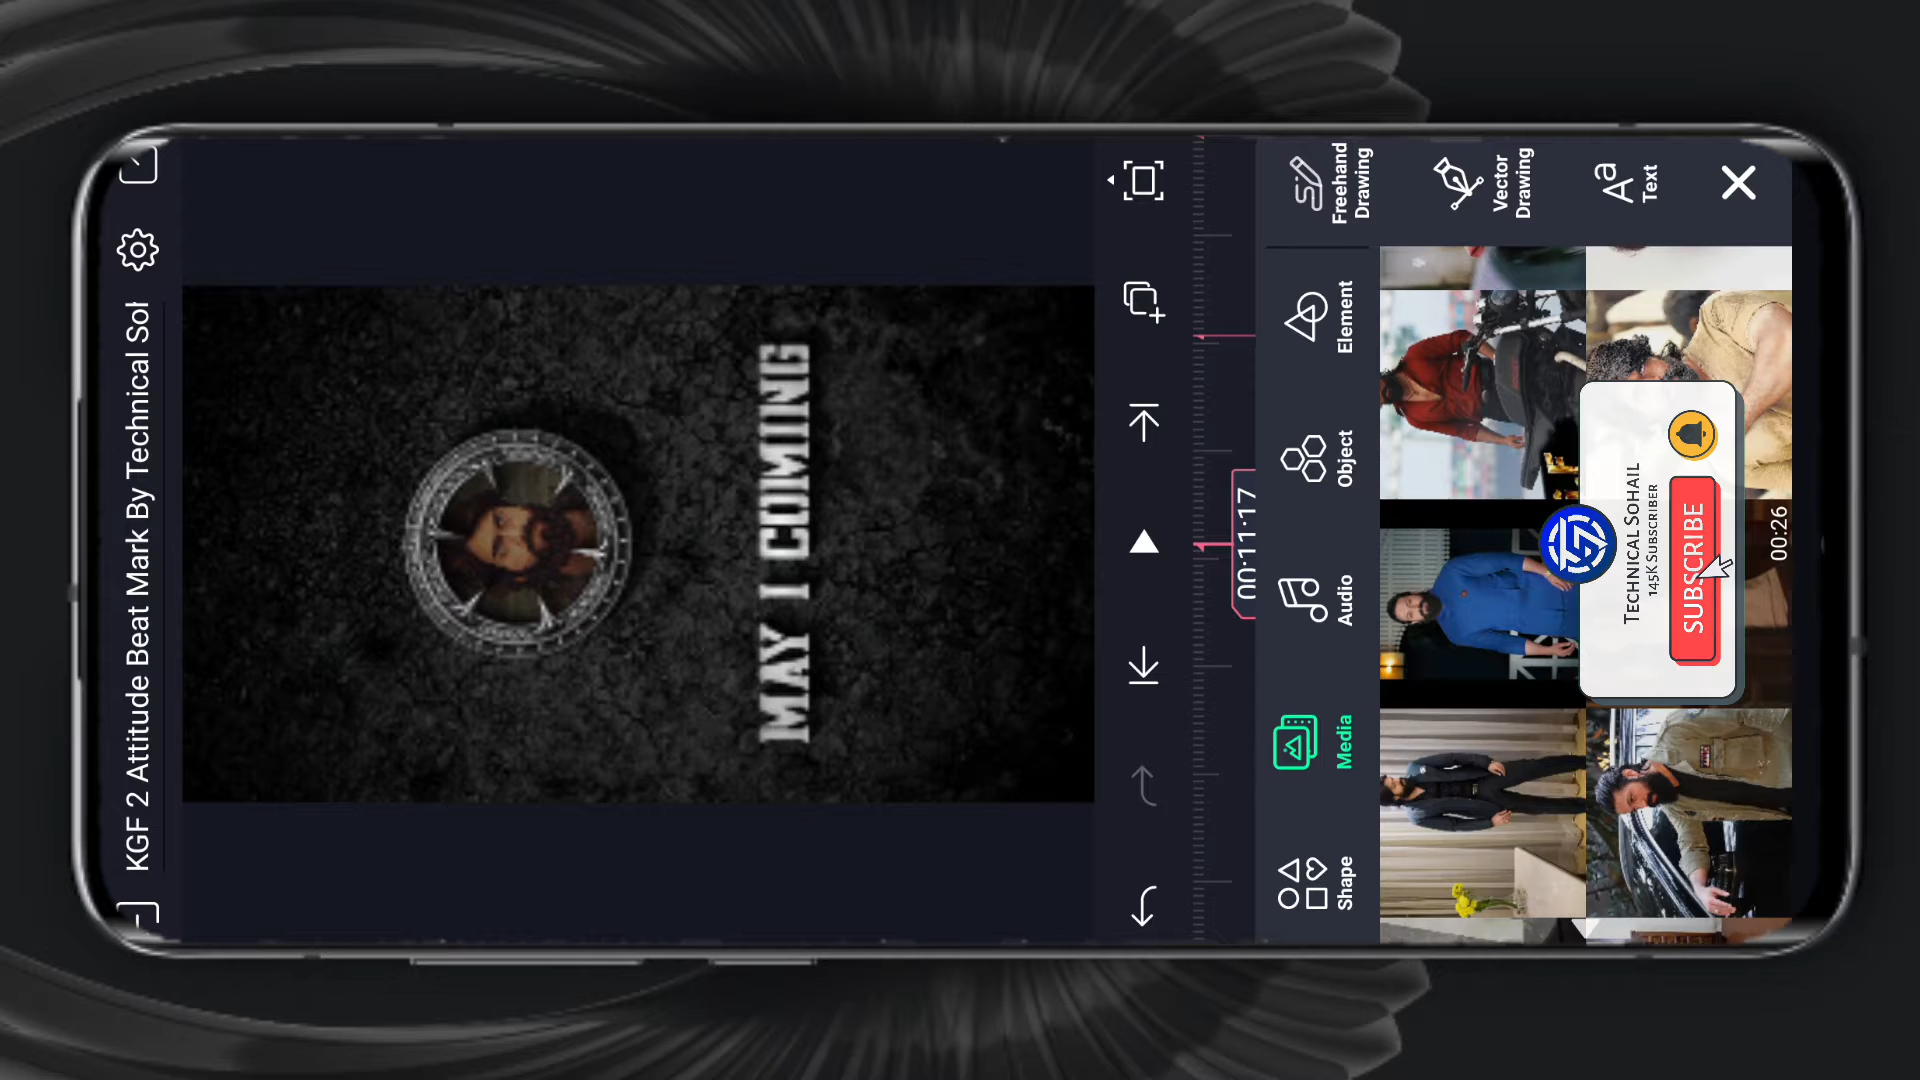 KGF 2 Attitude Beat Mark By Technical Sol
MAY I COMING
00:11:17
Shape
Media
Audio
Object
Element
Freehand
Drawing
Vector
Drawing
Aa
Text
TECHNICAL SOHAIL
145K SUBSCRIBER
SUBSCRIBE
00:26